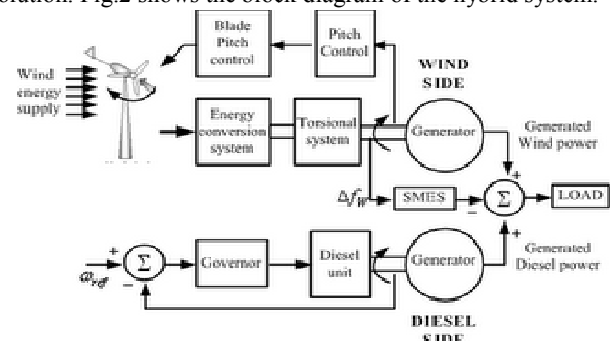 olution. Fig.2 shows the block diagram of the hybrid system.
Blade
Pitch
control
Pitch
Control
Wind
energy
supply
WIND
SIDE
Energy
conversion
system
Torsional
system
Generator
Generated
Wind power
Δf_W
SMES
Σ
LOAD
+
−
+
ω_ref
+
Σ
−
Governor
Diesel
unit
Generator
Generated
Diesel power
DIESEL
SIDE